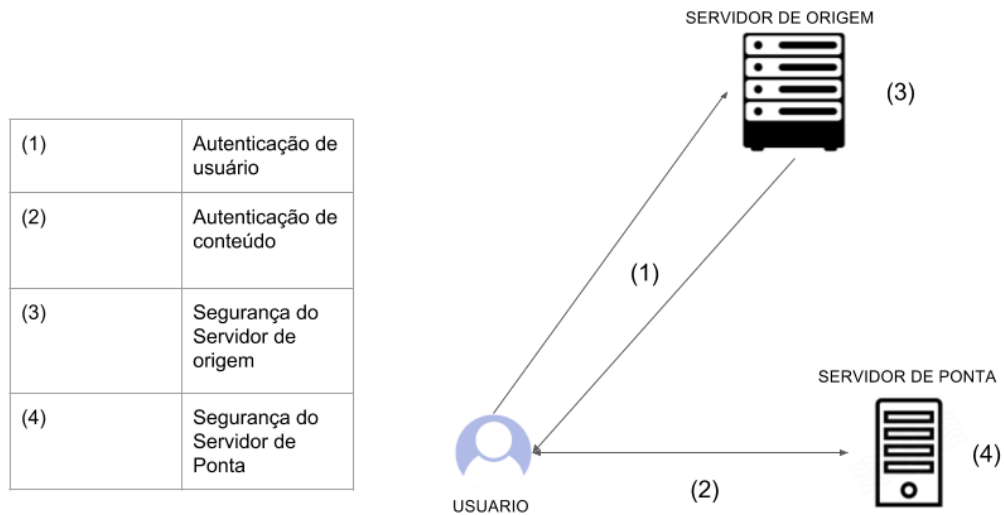 (1)
Autenticação de
usuário
(2)
Autenticação de
conteúdo
(3)
Segurança do
Servidor de
origem
(4)
Segurança do
Servidor de
Ponta
SERVIDOR DE ORIGEM
(3)
(1)
SERVIDOR DE PONTA
(4)
(2)
USUARIO